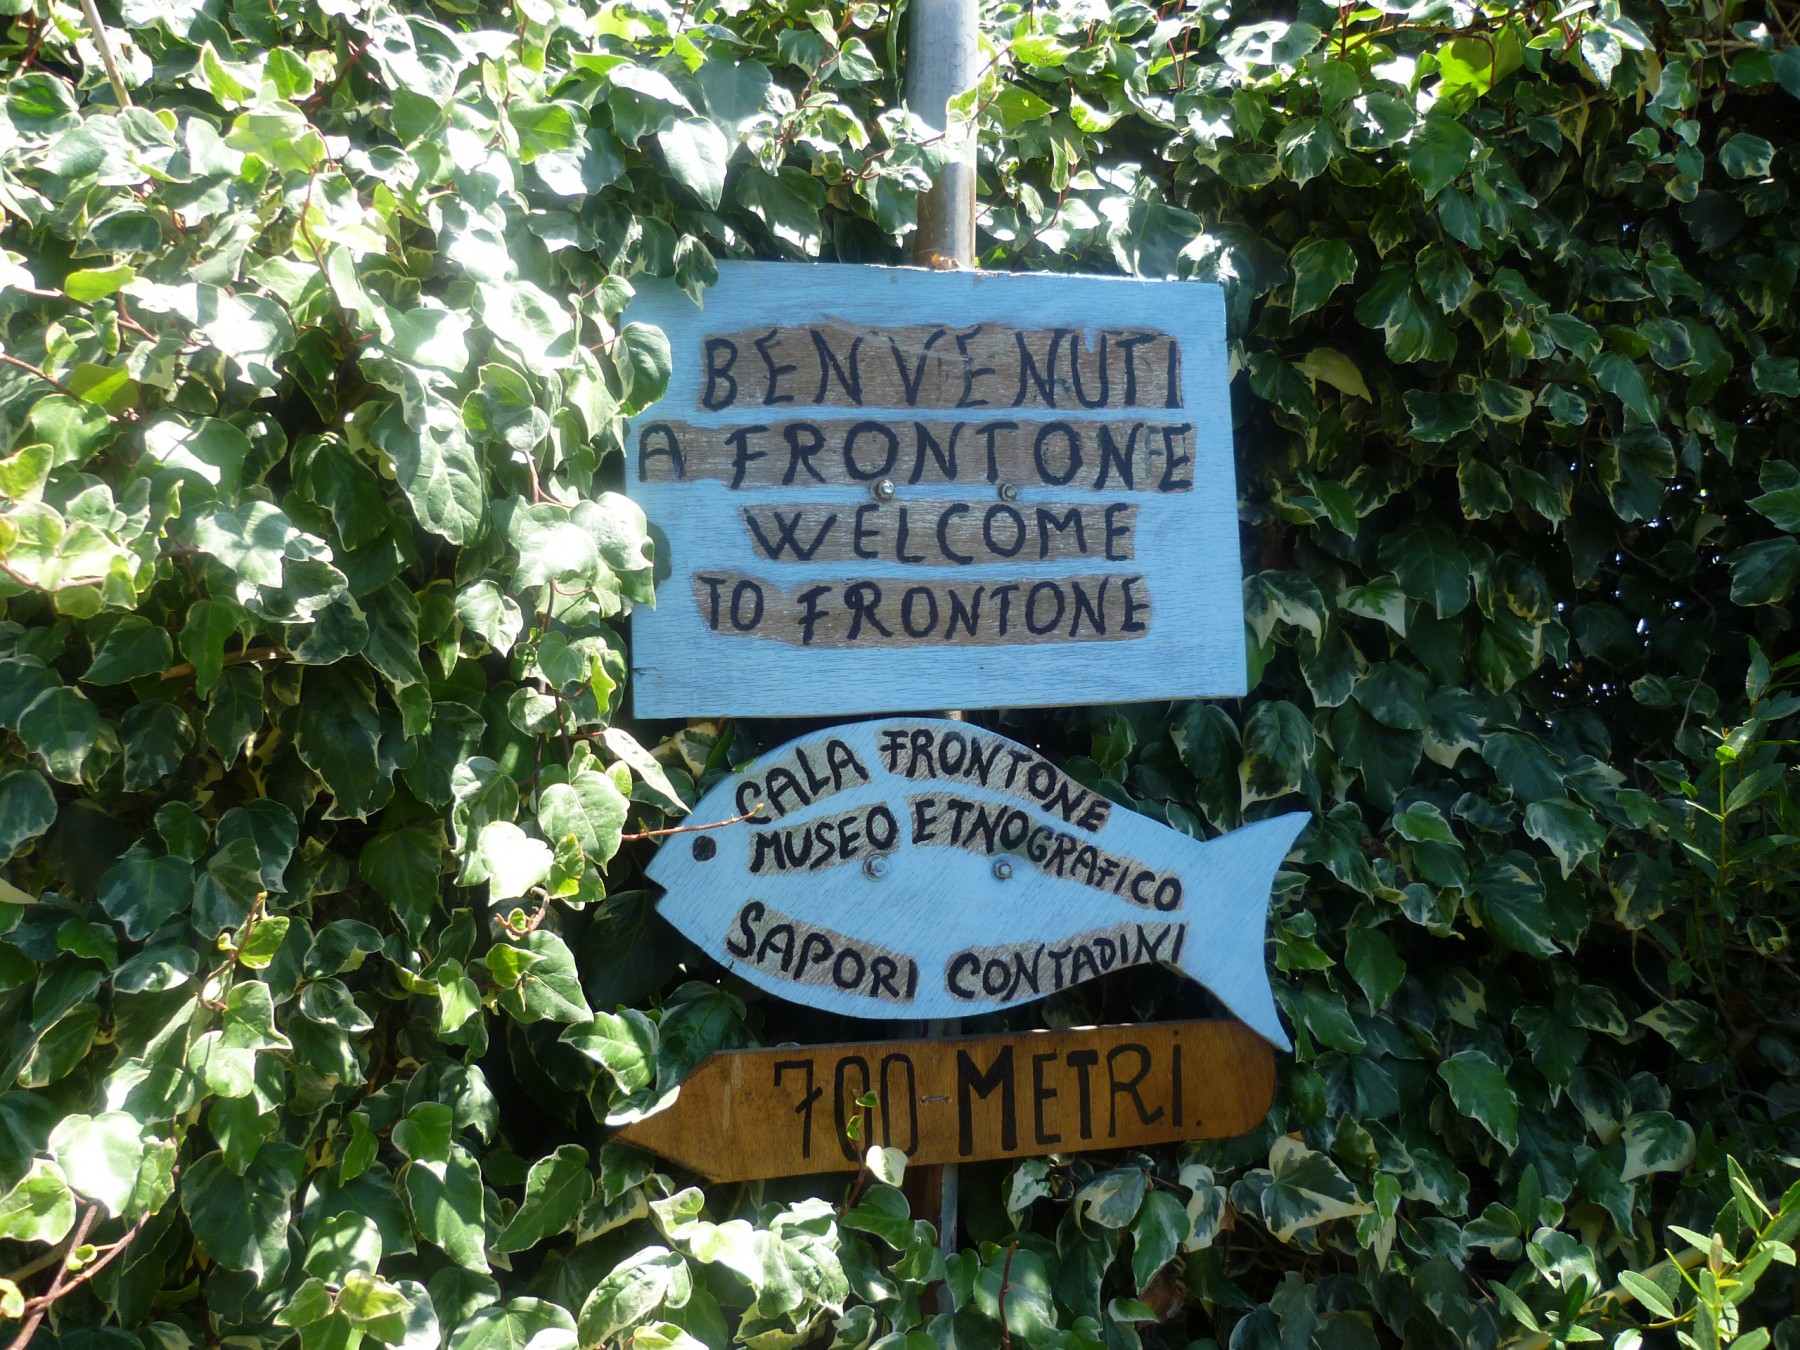 BENVENUTI
A FRONTONE
WELCOME
TO FRONTONE
CALA FRONTONE
MUSEO ETNOGRAFICO
SAPORI CONTADINI
700 METRI.